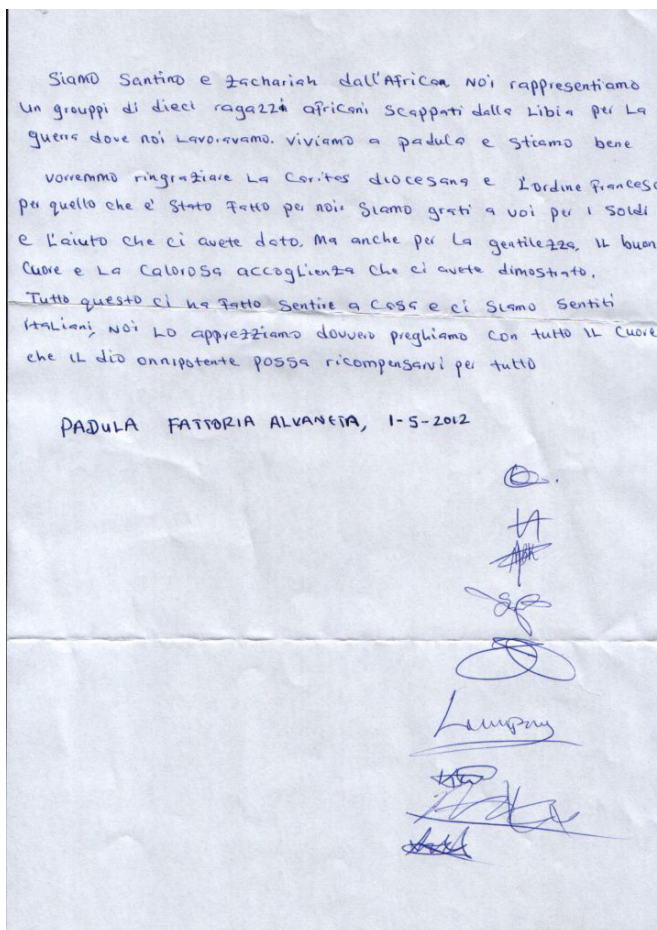 Siamo Santino e Zachariah dall'African Noi rappresentiamo
Un grouppi di dieci ragazzi africani scappati dalla Libia per La
guerra dove noi Lavoravamo. viviamo a padula e stiamo bene
vorremmo ringraziare La Caritas diocesana e L'ordine Francesc
per quello che e' stato Fatto per noi. Siamo grati a voi per i soldi
e L'aiuto che ci avete dato. Ma anche per La gentilezza, IL buon
Cuore e La Calorosa accoglienza che ci avete dimostrato.
Tutto questo ci ha Fatto Sentire a Casa e ci Siamo Sentiti
italiani, Noi Lo apprezziamo davvero preghiamo con tutto IL Cuore
che IL dio onnipotente possa ricompensarvi per tutto
PADULA FATTORIA ALVANETA, 1-5-2012